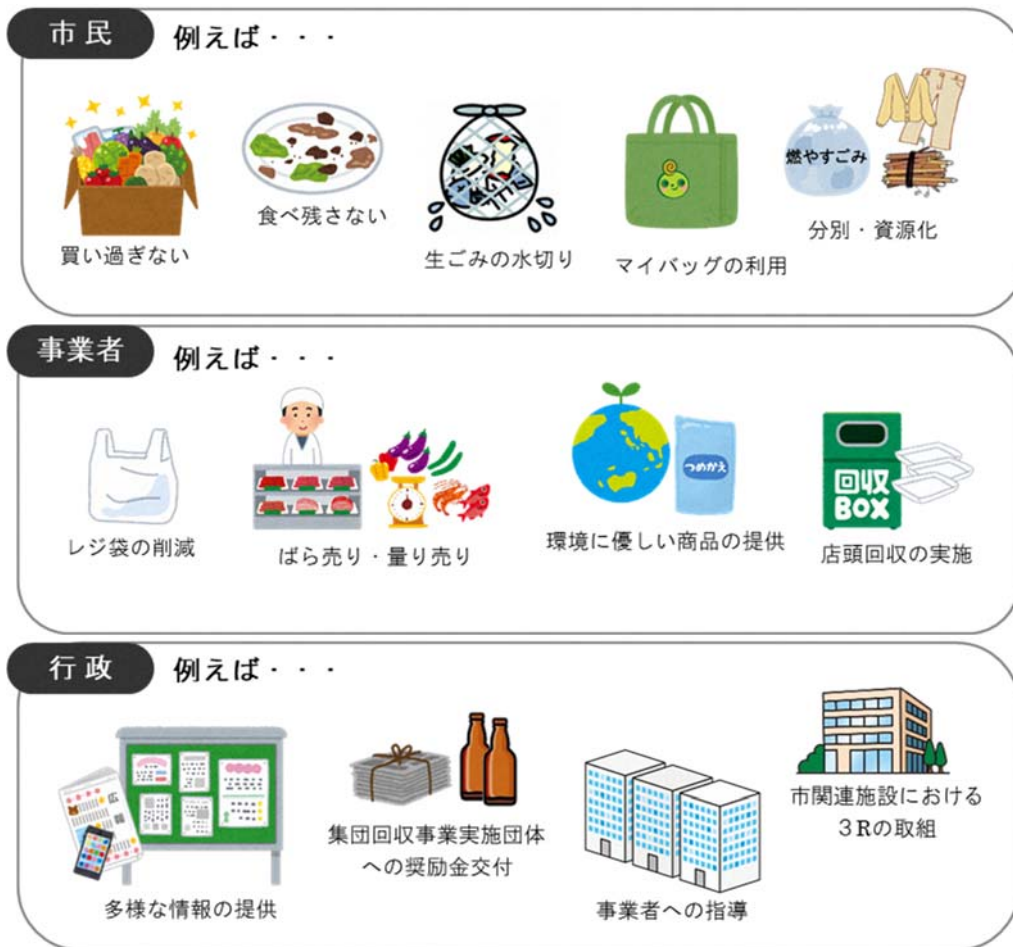 市民
例えば・・・
買い過ぎない
食べ残さない
生ごみの水切り
マイバッグの利用
燃やすごみ
分別・資源化
事業者
例えば・・・
レジ袋の削減
ばら売り・量り売り
つめかえ
環境に優しい商品の提供
回収
BOX
店頭回収の実施
行政
例えば・・・
多様な情報の提供
集団回収事業実施団体
への奨励金交付
事業者への指導
市関連施設における
3Rの取組